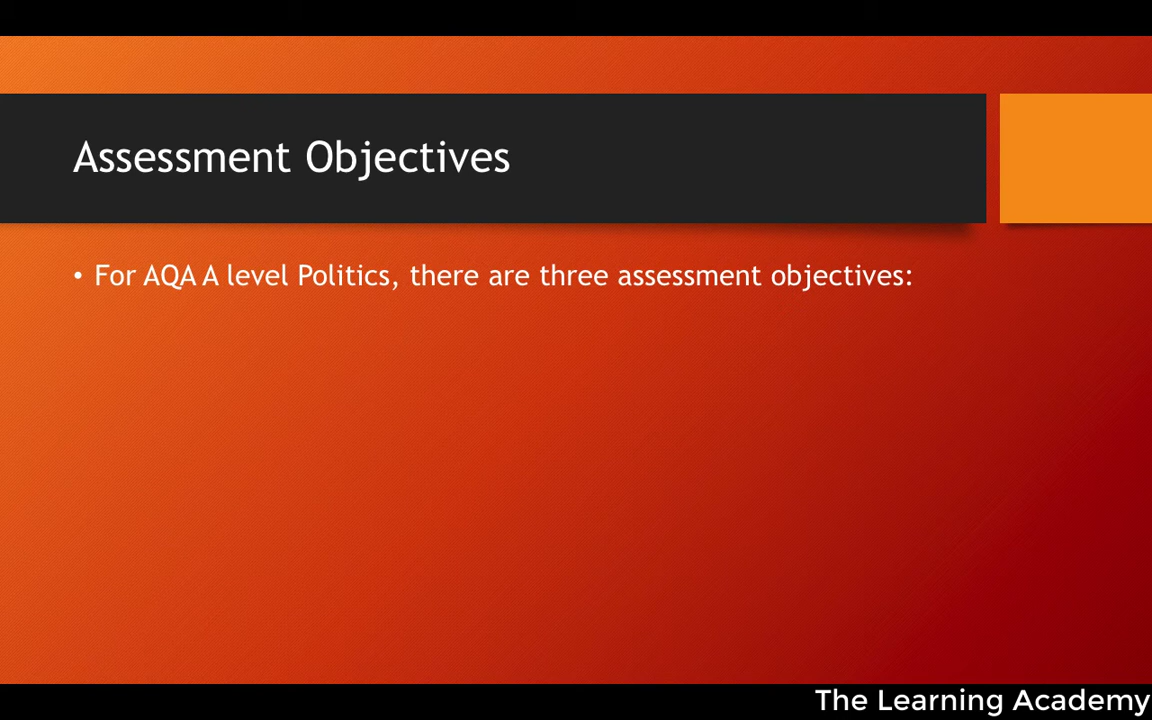 Assessment Objectives
• For AQA A level Politics, there are three assessment objectives:
The Learning Academy